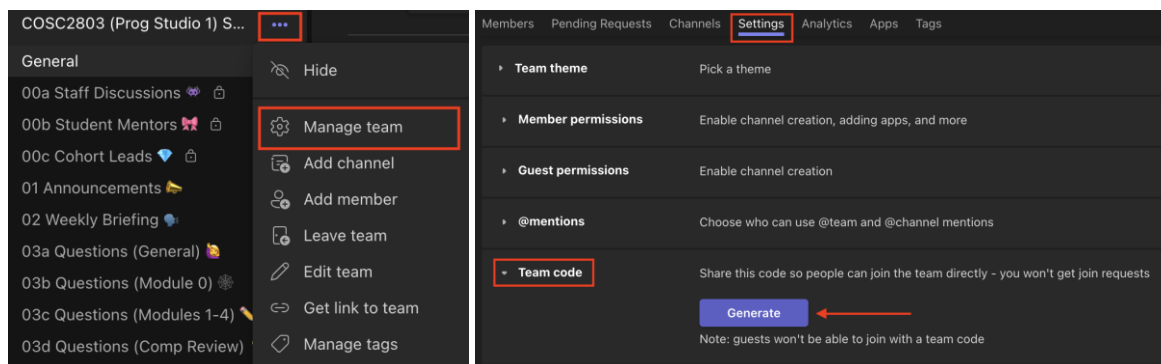 COSC2803 (Prog Studio 1) S...
General
00a Staff Discussions
00b Student Mentors
00c Cohort Leads
01 Announcements
02 Weekly Briefing
03a Questions (General)
03b Questions (Module 0)
03c Questions (Modules 1-4)
03d Questions (Comp Review)
Hide
Manage team
Add channel
Add member
Leave team
Edit team
Get link to team
Manage tags
Members Pending Requests Channels Settings Analytics Apps Tags
Team theme Pick a theme
Member permissions Enable channel creation, adding apps, and more
Guest permissions Enable channel creation
@mentions Choose who can use @team and @channel mentions
Team code Share this code so people can join the team directly - you won't get join requests
Generate
Note: guests won't be able to join with a team code